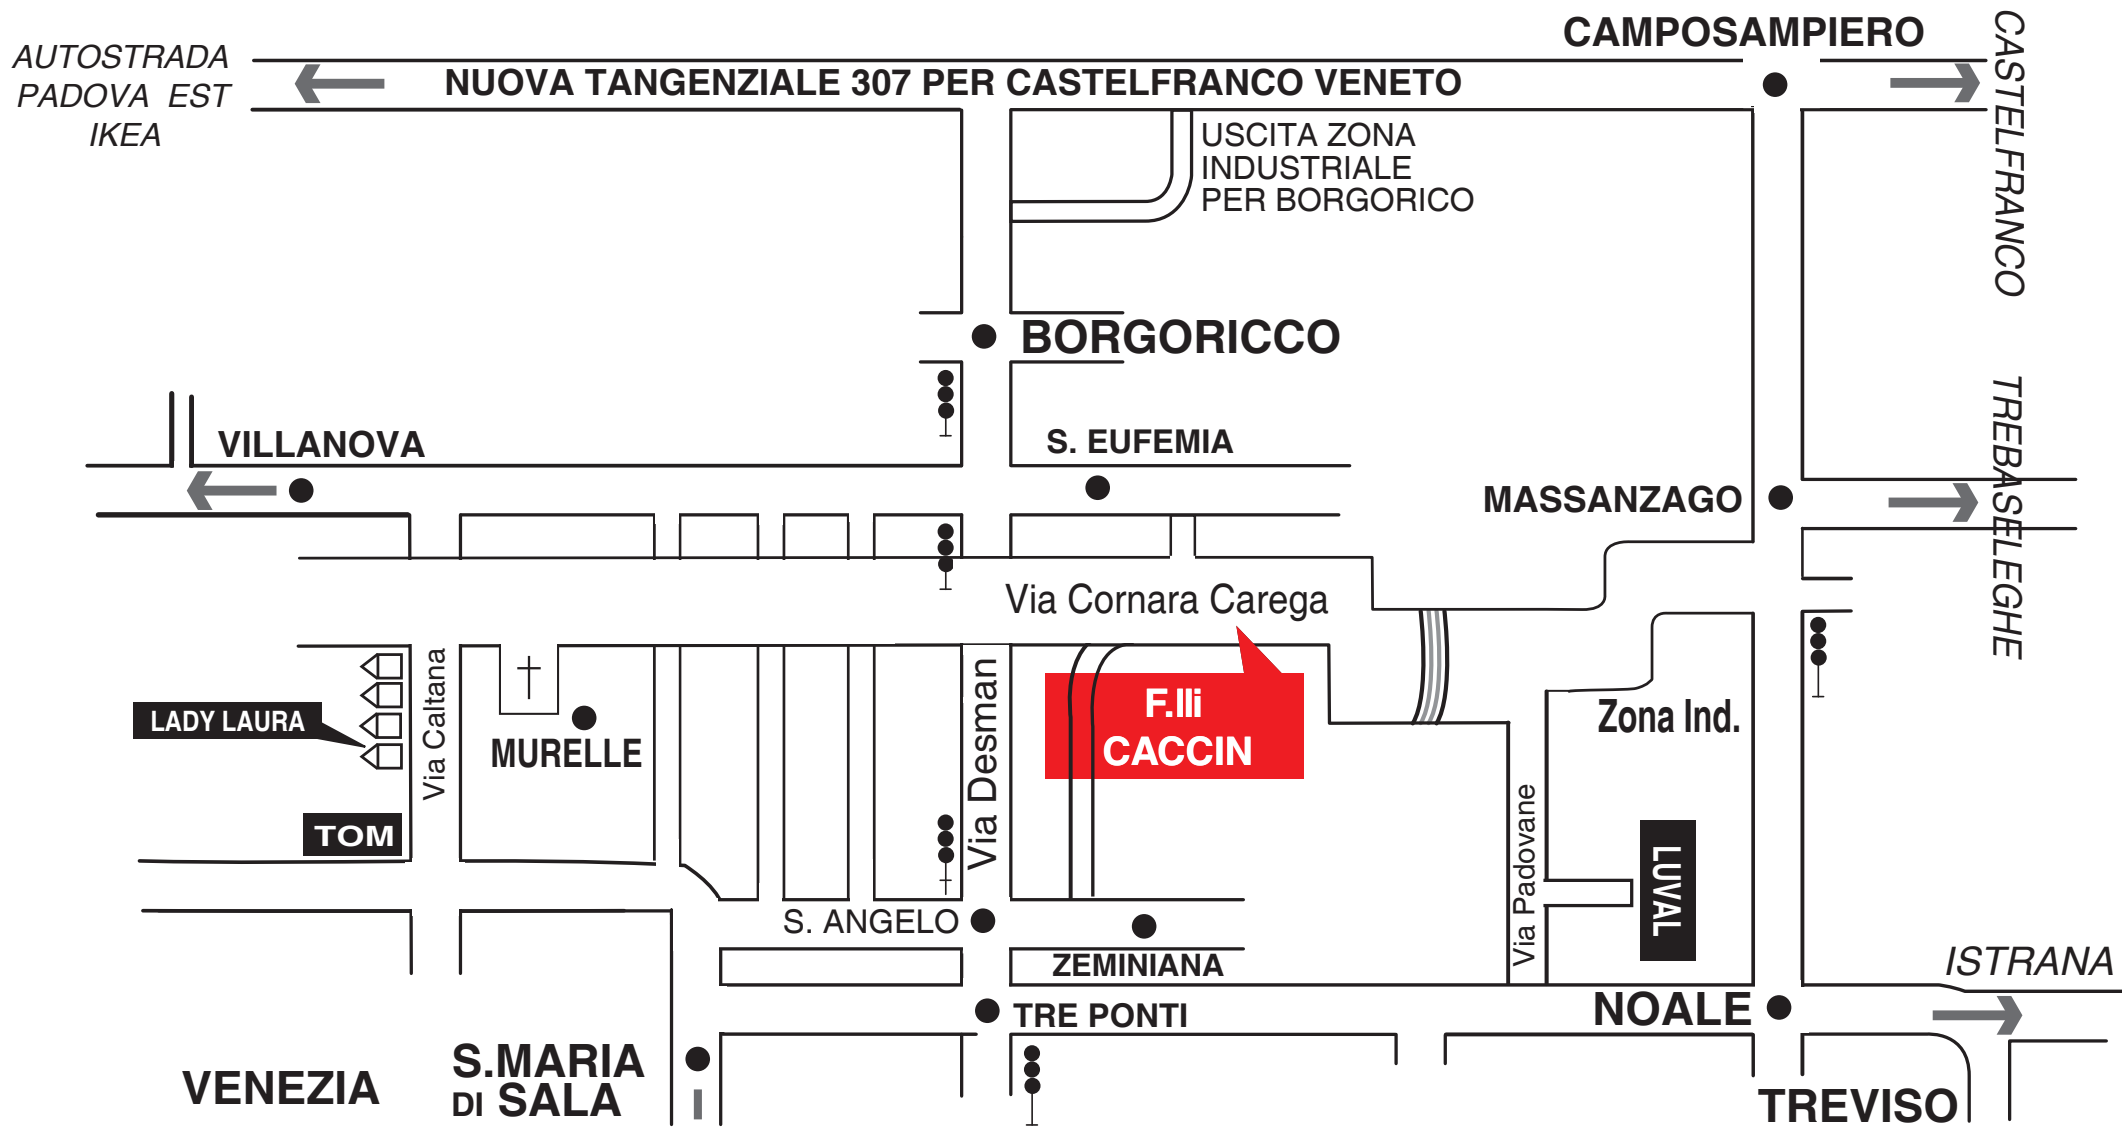 CAMPOSAMPIERO
AUTOSTRADA
PADOVA EST
IKEA
NUOVA TANGENZIALE 307 PER CASTELFRANCO VENETO
CASTELFRANCO
USCITA ZONA
INDUSTRIALE
PER BORGORICO
BORGORICCO
VILLANOVA
S. EUFEMIA
MASSANZAGO
TREBASELEGHE
Via Cornara Carega
LADY LAURA
Via Caltana
MURELLE
Via Desman
F.lli
CACCIN
Zona Ind.
TOM
Via Padovane
LUVAL
S. ANGELO
ZEMINIANA
ISTRANA
TRE PONTI
NOALE
VENEZIA
S.MARIA
DI SALA
TREVISO